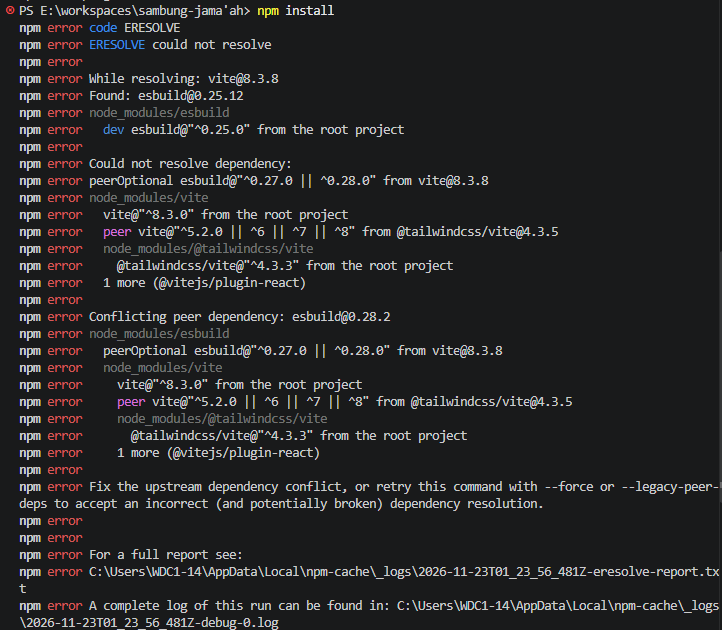 PS E:\workspaces\sambung-jama'ah> npm install
npm error code ERESOLVE
npm error ERESOLVE could not resolve
npm error
npm error While resolving: vite@8.3.8
npm error Found: esbuild@0.25.12
npm error node_modules/esbuild
npm error   dev esbuild@"^0.25.0" from the root project
npm error
npm error Could not resolve dependency:
npm error peerOptional esbuild@"^0.27.0 || ^0.28.0" from vite@8.3.8
npm error node_modules/vite
npm error   vite@"^8.3.0" from the root project
npm error   peer vite@"^5.2.0 || ^6 || ^7 || ^8" from @tailwindcss/vite@4.3.5
npm error   node_modules/@tailwindcss/vite
npm error     @tailwindcss/vite@"^4.3.3" from the root project
npm error   1 more (@vitejs/plugin-react)
npm error
npm error Conflicting peer dependency: esbuild@0.28.2
npm error node_modules/esbuild
npm error   peerOptional esbuild@"^0.27.0 || ^0.28.0" from vite@8.3.8
npm error   node_modules/vite
npm error     vite@"^8.3.0" from the root project
npm error     peer vite@"^5.2.0 || ^6 || ^7 || ^8" from @tailwindcss/vite@4.3.5
npm error     node_modules/@tailwindcss/vite
npm error       @tailwindcss/vite@"^4.3.3" from the root project
npm error     1 more (@vitejs/plugin-react)
npm error
npm error Fix the upstream dependency conflict, or retry this command with --force or --legacy-peer-
deps to accept an incorrect (and potentially broken) dependency resolution.
npm error
npm error
npm error For a full report see:
npm error C:\Users\WDC1-14\AppData\Local\npm-cache\_logs\2026-11-23T01_23_56_481Z-eresolve-report.tx
t
npm error A complete log of this run can be found in: C:\Users\WDC1-14\AppData\Local\npm-cache\_logs
\2026-11-23T01_23_56_481Z-debug-0.log